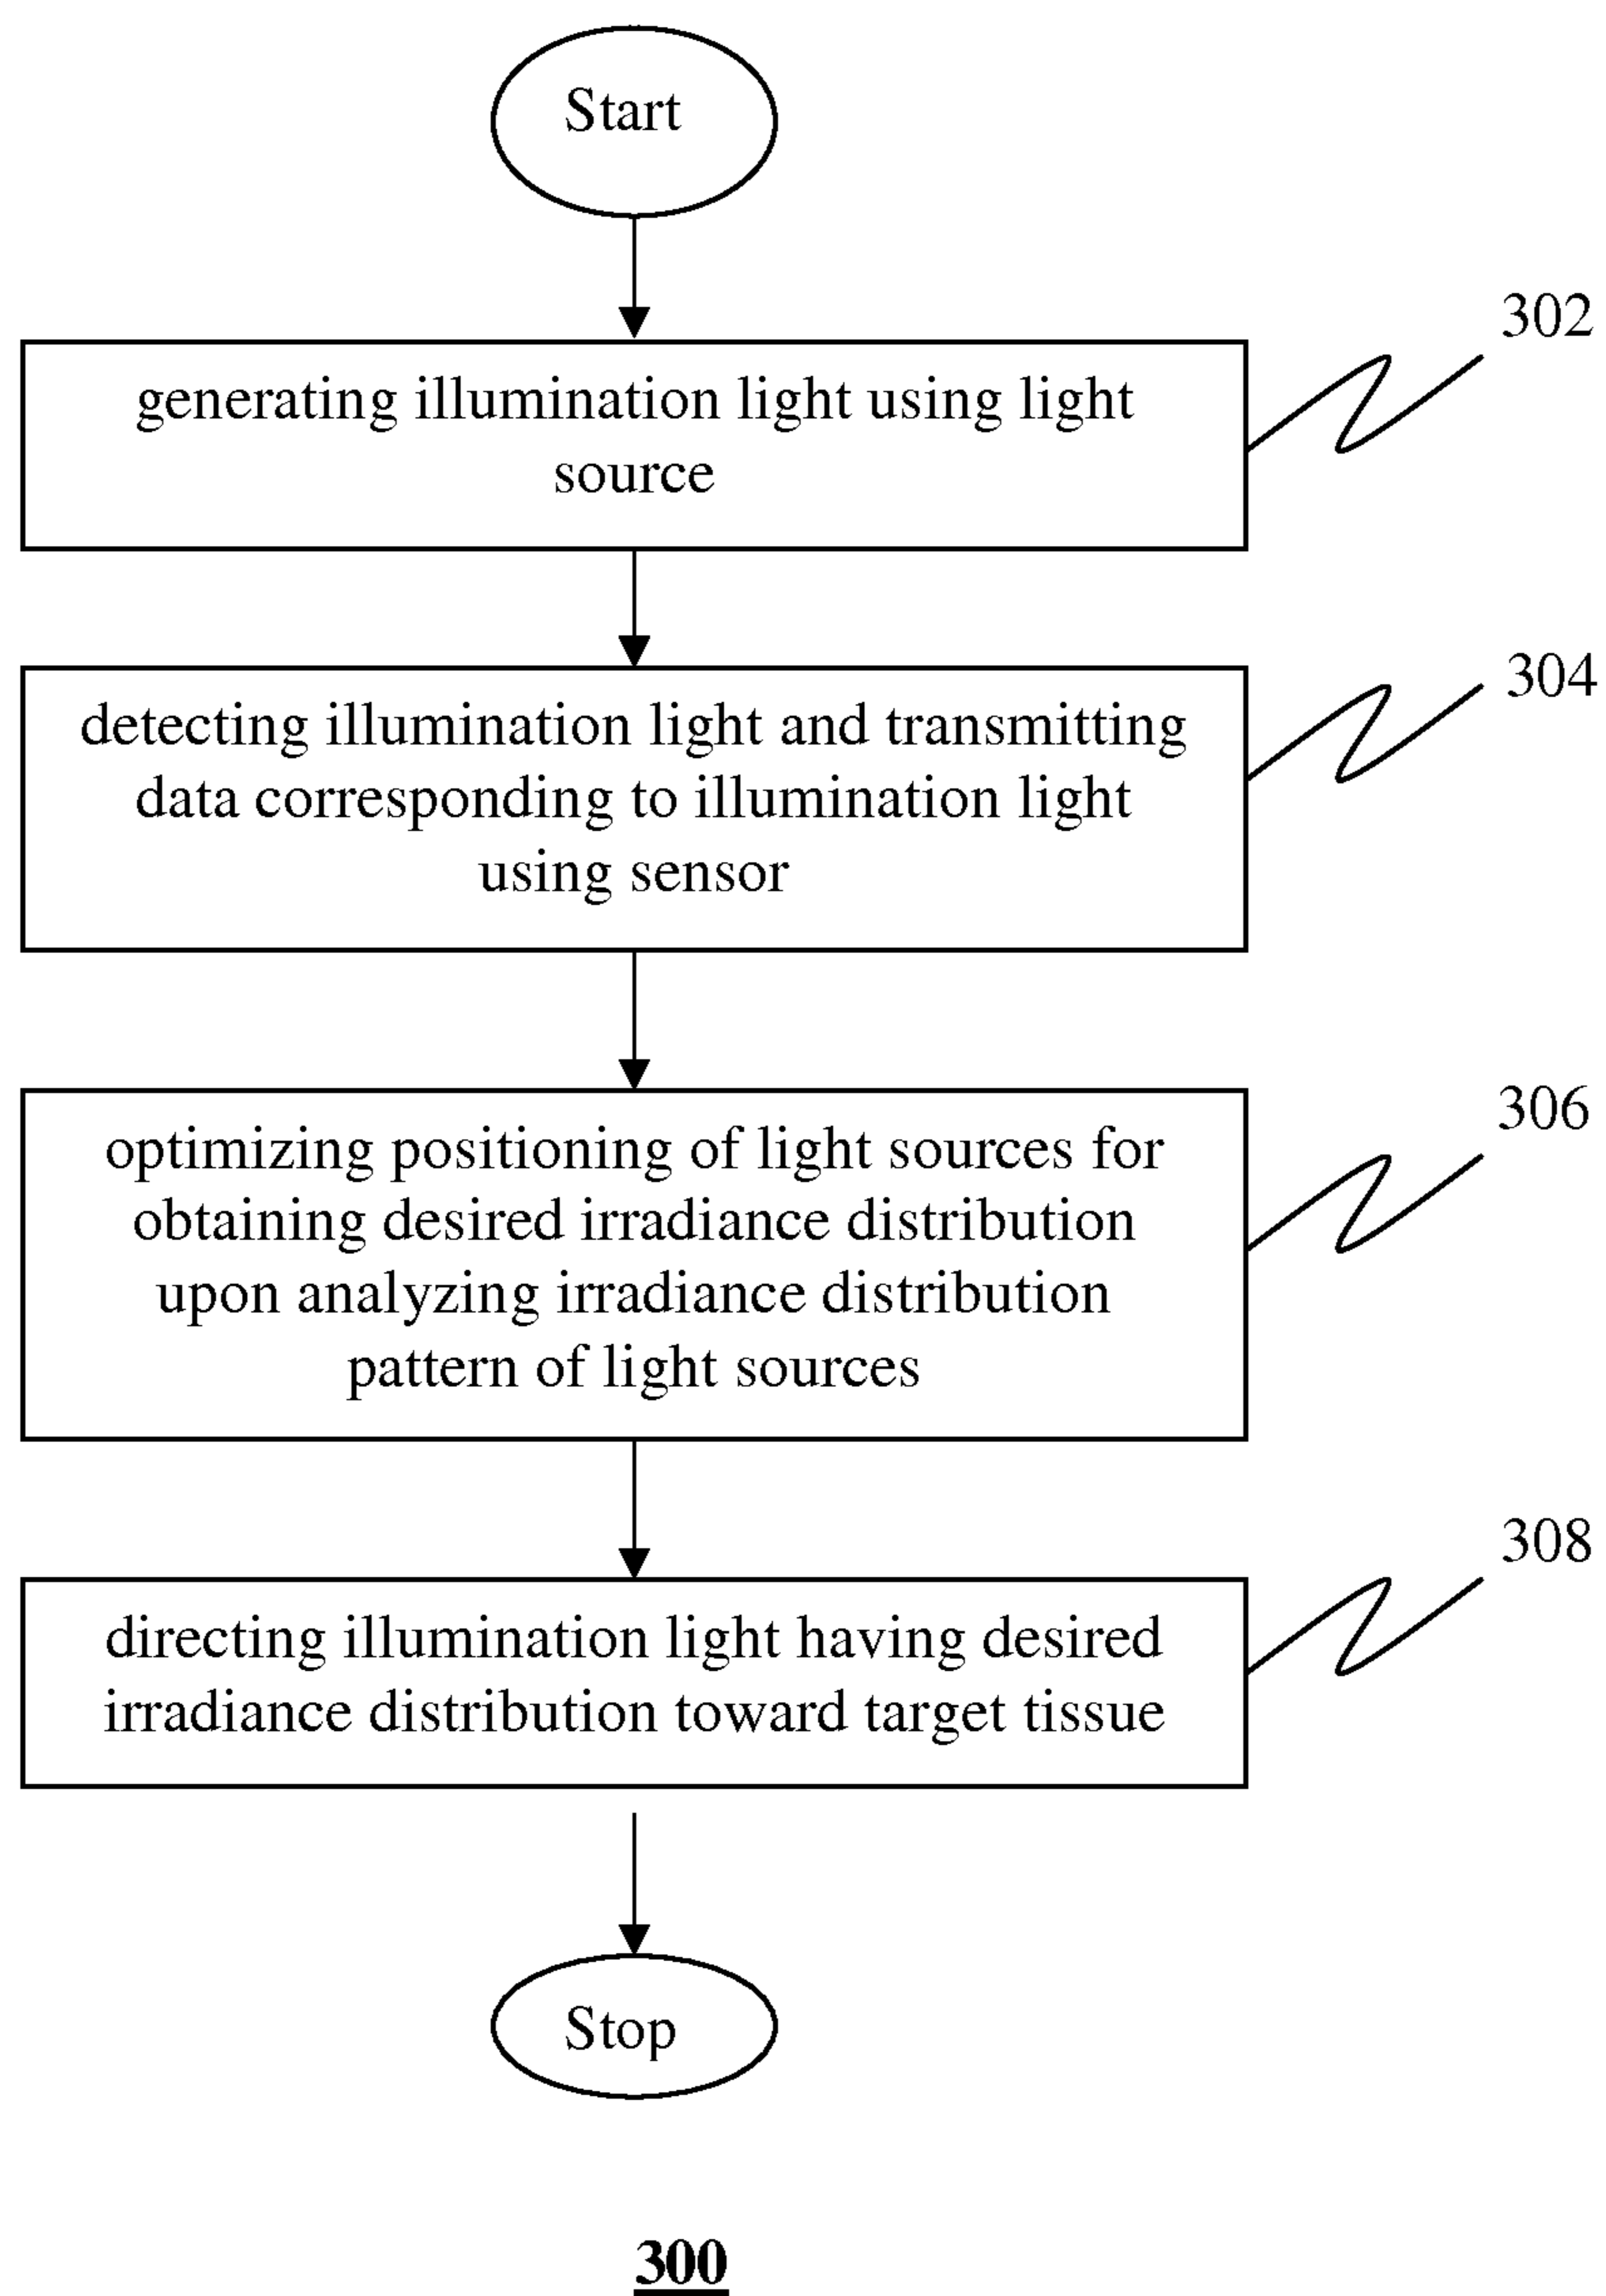 Start
302
generating illumination light using light
source
304
detecting illumination light and transmitting
data corresponding to illumination light
using sensor
306
optimizing positioning of light sources for
obtaining desired irradiance distribution
upon analyzing irradiance distribution
pattern of light sources
308
directing illumination light having desired
irradiance distribution toward target tissue
Stop
300